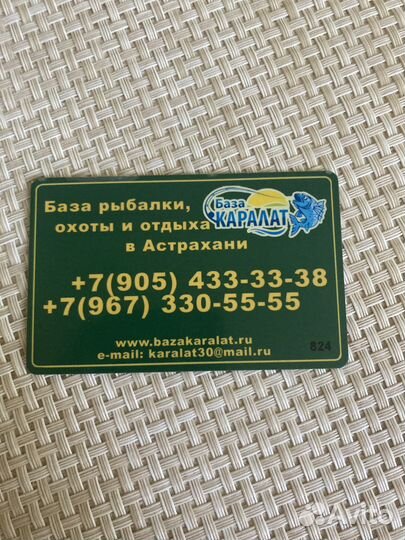 База рыбалки,
охоты и отдыха
в Астрахани
База
КАРАЛАТ
+7(905) 433-33-38
+7(967) 330-55-55
www.bazakaralat.ru
e-mail: karalat30@mail.ru
824
Avito